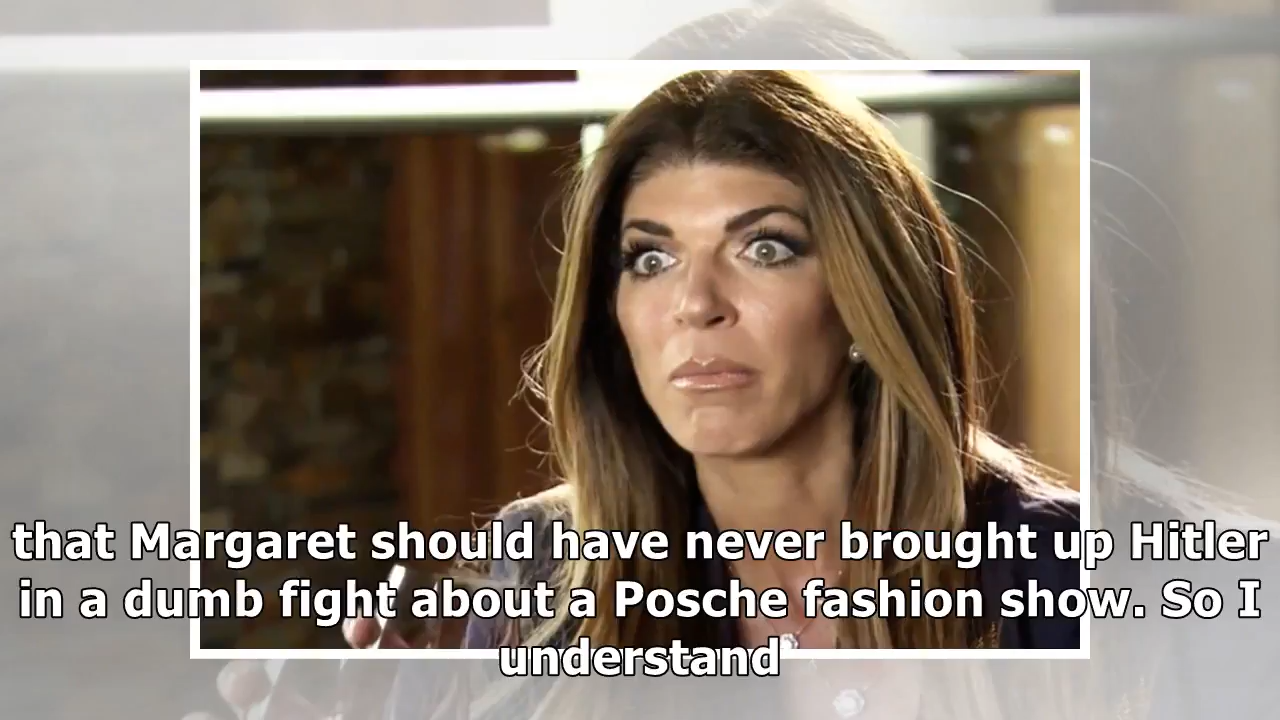 that Margaret should have never brought up Hitler
in a dumb fight about a Posche fashion show. So I
understand